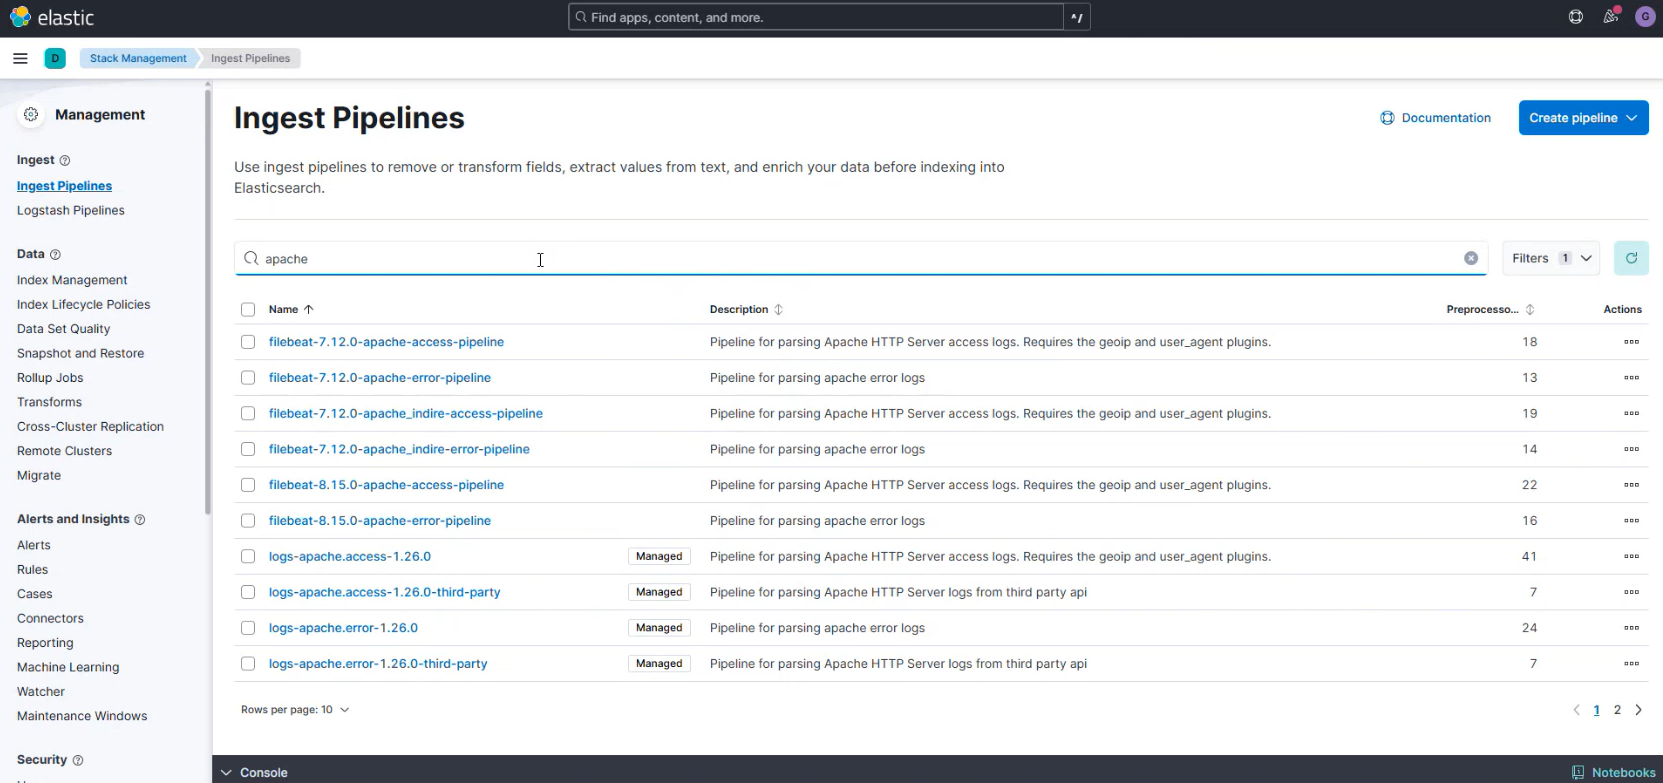 elastic
Find apps, content, and more.
^/
G
D
Stack Management
Ingest Pipelines
Management
Ingest
Ingest Pipelines
Logstash Pipelines
Data
Index Management
Index Lifecycle Policies
Data Set Quality
Snapshot and Restore
Rollup Jobs
Transforms
Cross-Cluster Replication
Remote Clusters
Migrate
Alerts and Insights
Alerts
Rules
Cases
Connectors
Reporting
Machine Learning
Watcher
Maintenance Windows
Security
Ingest Pipelines
Documentation
Create pipeline
Use ingest pipelines to remove or transform fields, extract values from text, and enrich your data before indexing into
Elasticsearch.
apache
Filters 1
Name Description Preprocesso... Actions
filebeat-7.12.0-apache-access-pipeline Pipeline for parsing Apache HTTP Server access logs. Requires the geoip and user_agent plugins. 18
filebeat-7.12.0-apache-error-pipeline Pipeline for parsing apache error logs 13
filebeat-7.12.0-apache_indire-access-pipeline Pipeline for parsing Apache HTTP Server access logs. Requires the geoip and user_agent plugins. 19
filebeat-7.12.0-apache_indire-error-pipeline Pipeline for parsing apache error logs 14
filebeat-8.15.0-apache-access-pipeline Pipeline for parsing Apache HTTP Server access logs. Requires the geoip and user_agent plugins. 22
filebeat-8.15.0-apache-error-pipeline Pipeline for parsing apache error logs 16
logs-apache.access-1.26.0 Managed Pipeline for parsing Apache HTTP Server access logs. Requires the geoip and user_agent plugins. 41
logs-apache.access-1.26.0-third-party Managed Pipeline for parsing Apache HTTP Server logs from third party api 7
logs-apache.error-1.26.0 Managed Pipeline for parsing apache error logs 24
logs-apache.error-1.26.0-third-party Managed Pipeline for parsing Apache HTTP Server logs from third party api 7
Rows per page: 10
1 2
Console
Notebooks